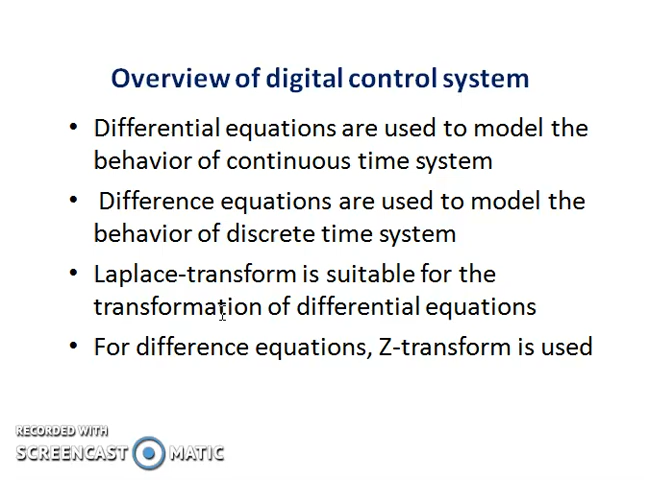 Overview of digital control system
• Differential equations are used to model the
behavior of continuous time system
• Difference equations are used to model the
behavior of discrete time system
• Laplace-transform is suitable for the
transformation of differential equations
• For difference equations, Z-transform is used
RECORDED WITH
SCREENCAST MATIC